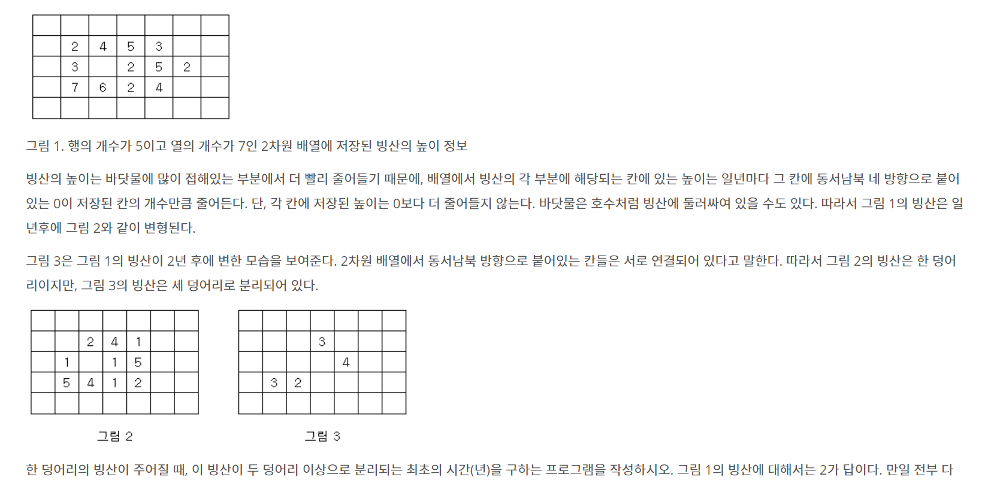 2 4 5 3
3 2 5 2
7 6 2 4
그림 1. 행의 개수가 5이고 열의 개수가 7인 2차원 배열에 저장된 빙산의 높이 정보
빙산의 높이는 바닷물에 많이 접해있는 부분에서 더 빨리 줄어들기 때문에, 배열에서 빙산의 각 부분에 해당되는 칸에 있는 높이는 일년마다 그 칸에 동서남북 네 방향으로 붙어
있는 0이 저장된 칸의 개수만큼 줄어든다. 단, 각 칸에 저장된 높이는 0보다 더 줄어들지 않는다. 바닷물은 호수처럼 빙산에 둘러싸여 있을 수도 있다. 따라서 그림 1의 빙산은 일
년후에 그림 2와 같이 변형된다.
그림 3은 그림 1의 빙산이 2년 후에 변한 모습을 보여준다. 2차원 배열에서 동서남북 방향으로 붙어있는 칸들은 서로 연결되어 있다고 말한다. 따라서 그림 2의 빙산은 한 덩어
리이지만, 그림 3의 빙산은 세 덩어리로 분리되어 있다.
2 4 1
1 1 5
5 4 1 2
그림 2
3
4
3 2
그림 3
한 덩어리의 빙산이 주어질 때, 이 빙산이 두 덩어리 이상으로 분리되는 최초의 시간(년)을 구하는 프로그램을 작성하시오. 그림 1의 빙산에 대해서는 2가 답이다. 만일 전부 다